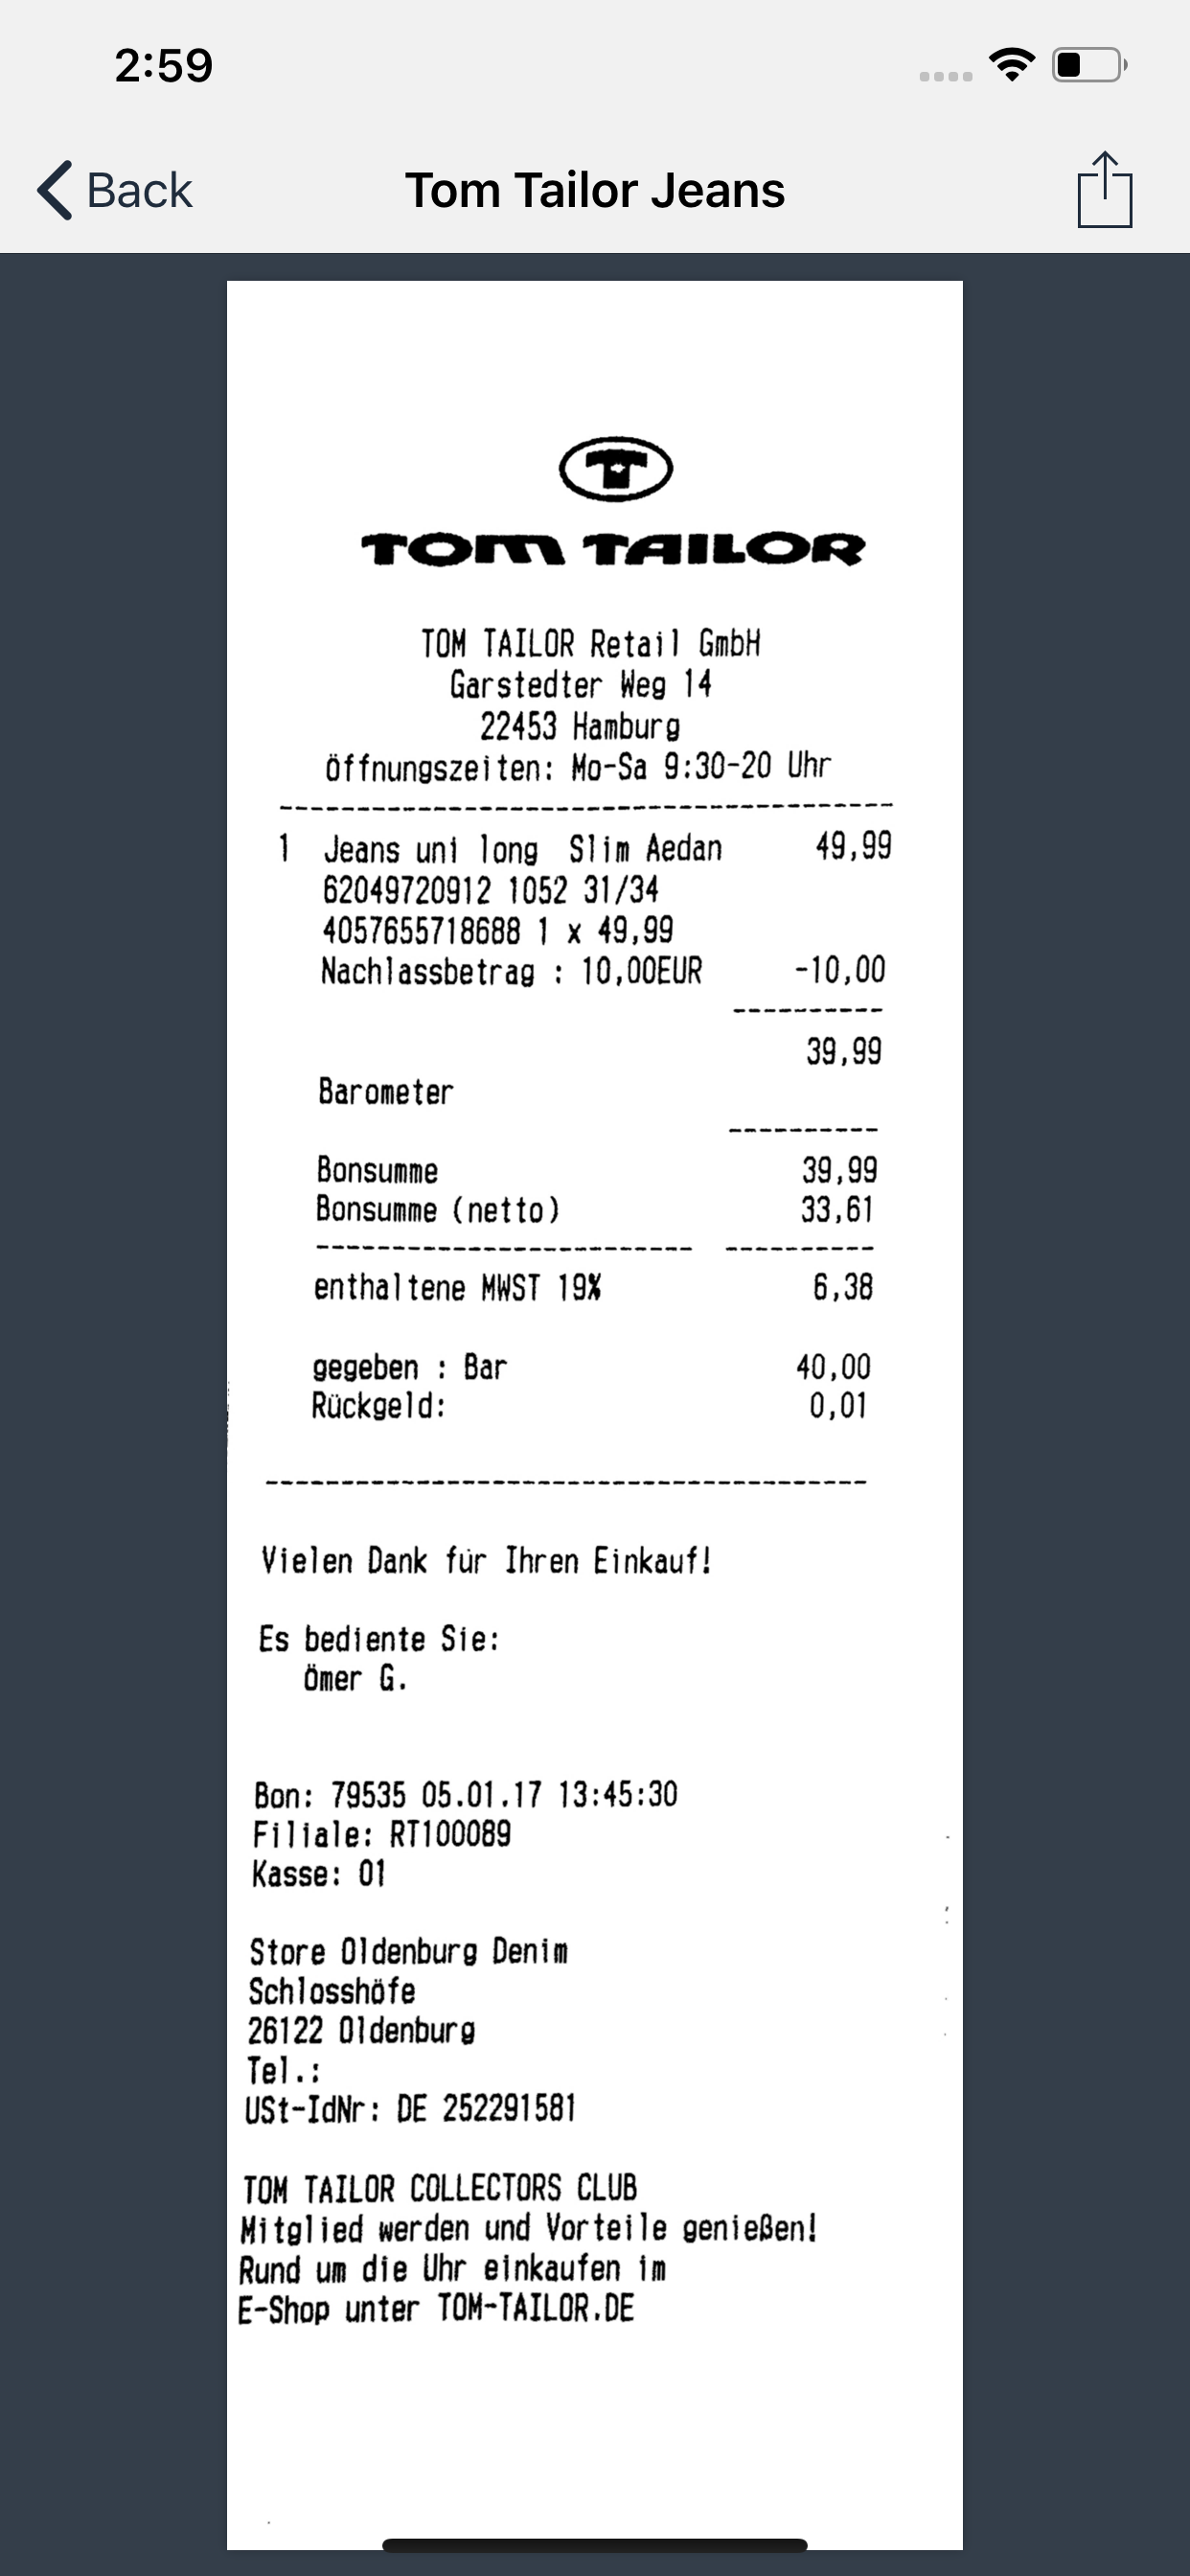 2:59
Back Tom Tailor Jeans
T
TOM TAILOR
TOM TAILOR Retail GmbH
Garstedter Weg 14
22453 Hamburg
Öffnungszeiten: Mo-Sa 9:30-20 Uhr
1 Jeans uni long Slim Aedan 49,99
62049720912 1052 31/34
4057655718688 1 x 49,99
Nachlassbetrag : 10,00EUR -10,00
39,99
Barometer
Bonsumme 39,99
Bonsumme (netto) 33,61
enthaltene MWST 19% 6,38
gegeben : Bar 40,00
Rückgeld: 0,01
Vielen Dank für Ihren Einkauf!
Es bediente Sie:
Ömer G.
Bon: 79535 05.01.17 13:45:30
Filiale: RT100089
Kasse: 01
Store Oldenburg Denim
Schlosshöfe
26122 Oldenburg
Tel.:
USt-IdNr: DE 252291581
TOM TAILOR COLLECTORS CLUB
Mitglied werden und Vorteile genießen!
Rund um die Uhr einkaufen im
E-Shop unter TOM-TAILOR.DE